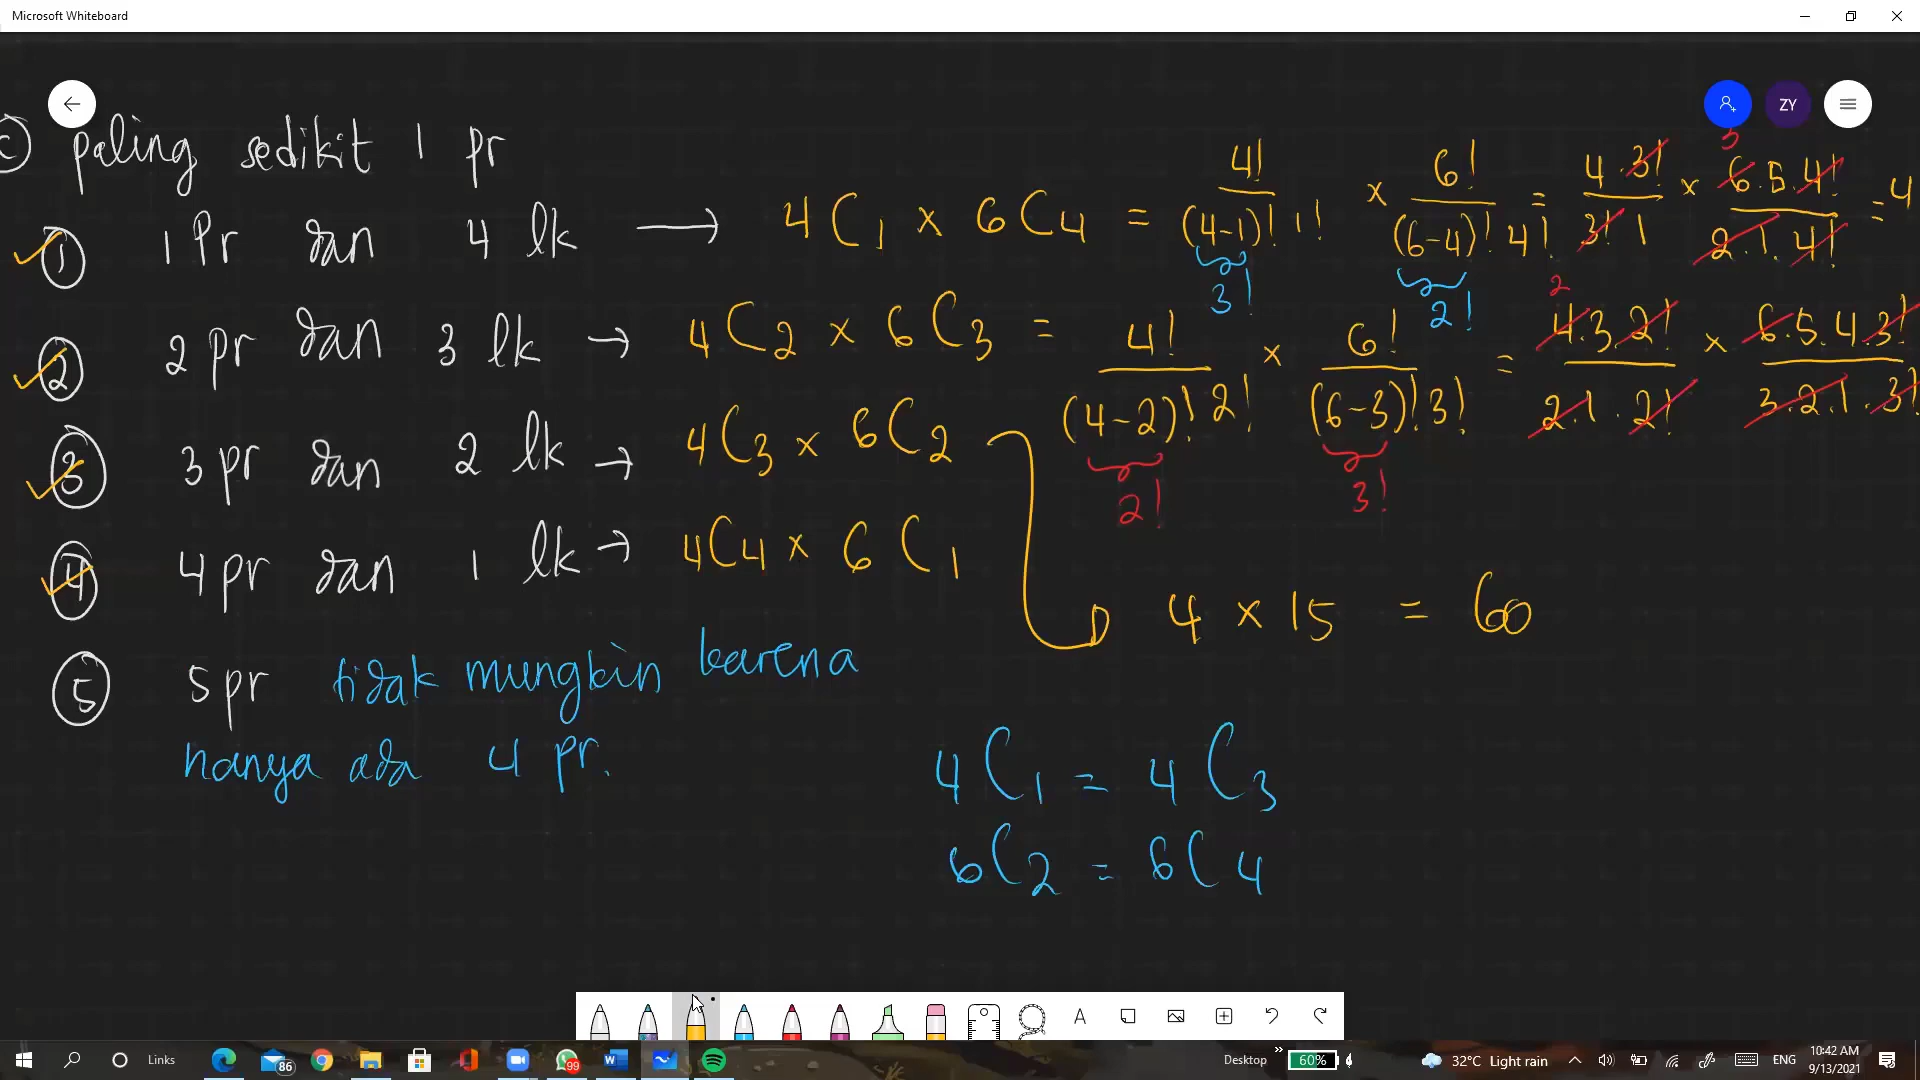 Microsoft Whiteboard
ZY
c) paling sedikit 1 pr
① 1 Pr dan 4 lk → 4C1 × 6C4 = 4!/(4-1)! 1! × 6!/(6-4)! 4! = 4.3!/3! 1 × 6.5.4!/2.1.4! = 4
3! 2! 3
② 2 pr dan 3 lk → 4C2 × 6C3 = 4!/(4-2)! 2! × 6!/(6-3)! 3! = 4.3.2!/2.1.2! × 6.5.4.3!/3.2.1.3!
2! 3! 2
③ 3 pr dan 2 lk → 4C3 × 6C2
4 × 15 = 60
④ 4 pr dan 1 lk → 4C4 × 6C1
⑤ 5 pr tidak mungkin karena
hanya ada 4 pr.
4C1 = 4C3
6C2 = 6C4
A
Links
86
99
W
Desktop
60%
32°C Light rain
ENG
10:42 AM
9/13/2021